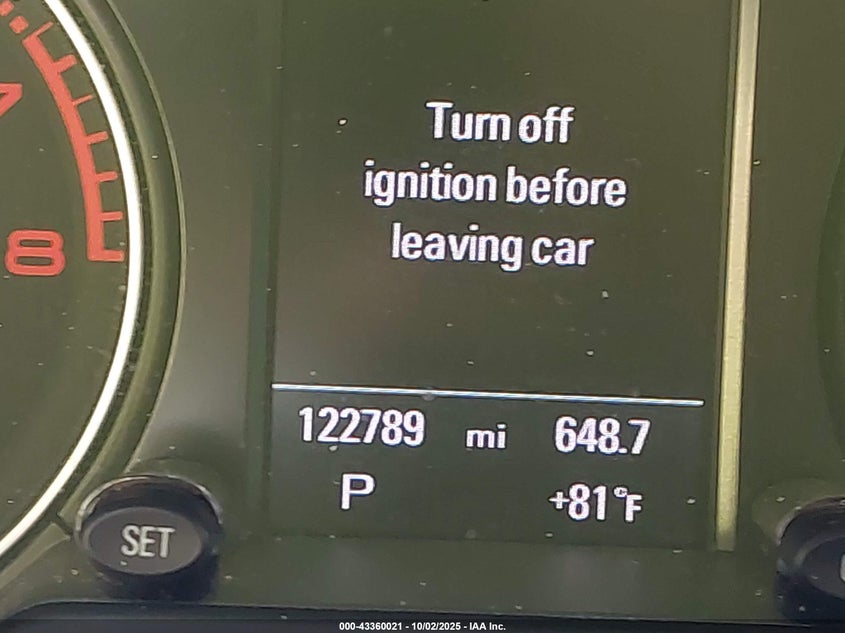 7
8
Turn off
ignition before
leaving car
122789 mi 648.7
P +81°F
SET
000-43360021 - 10/02/2025 - IAA Inc.